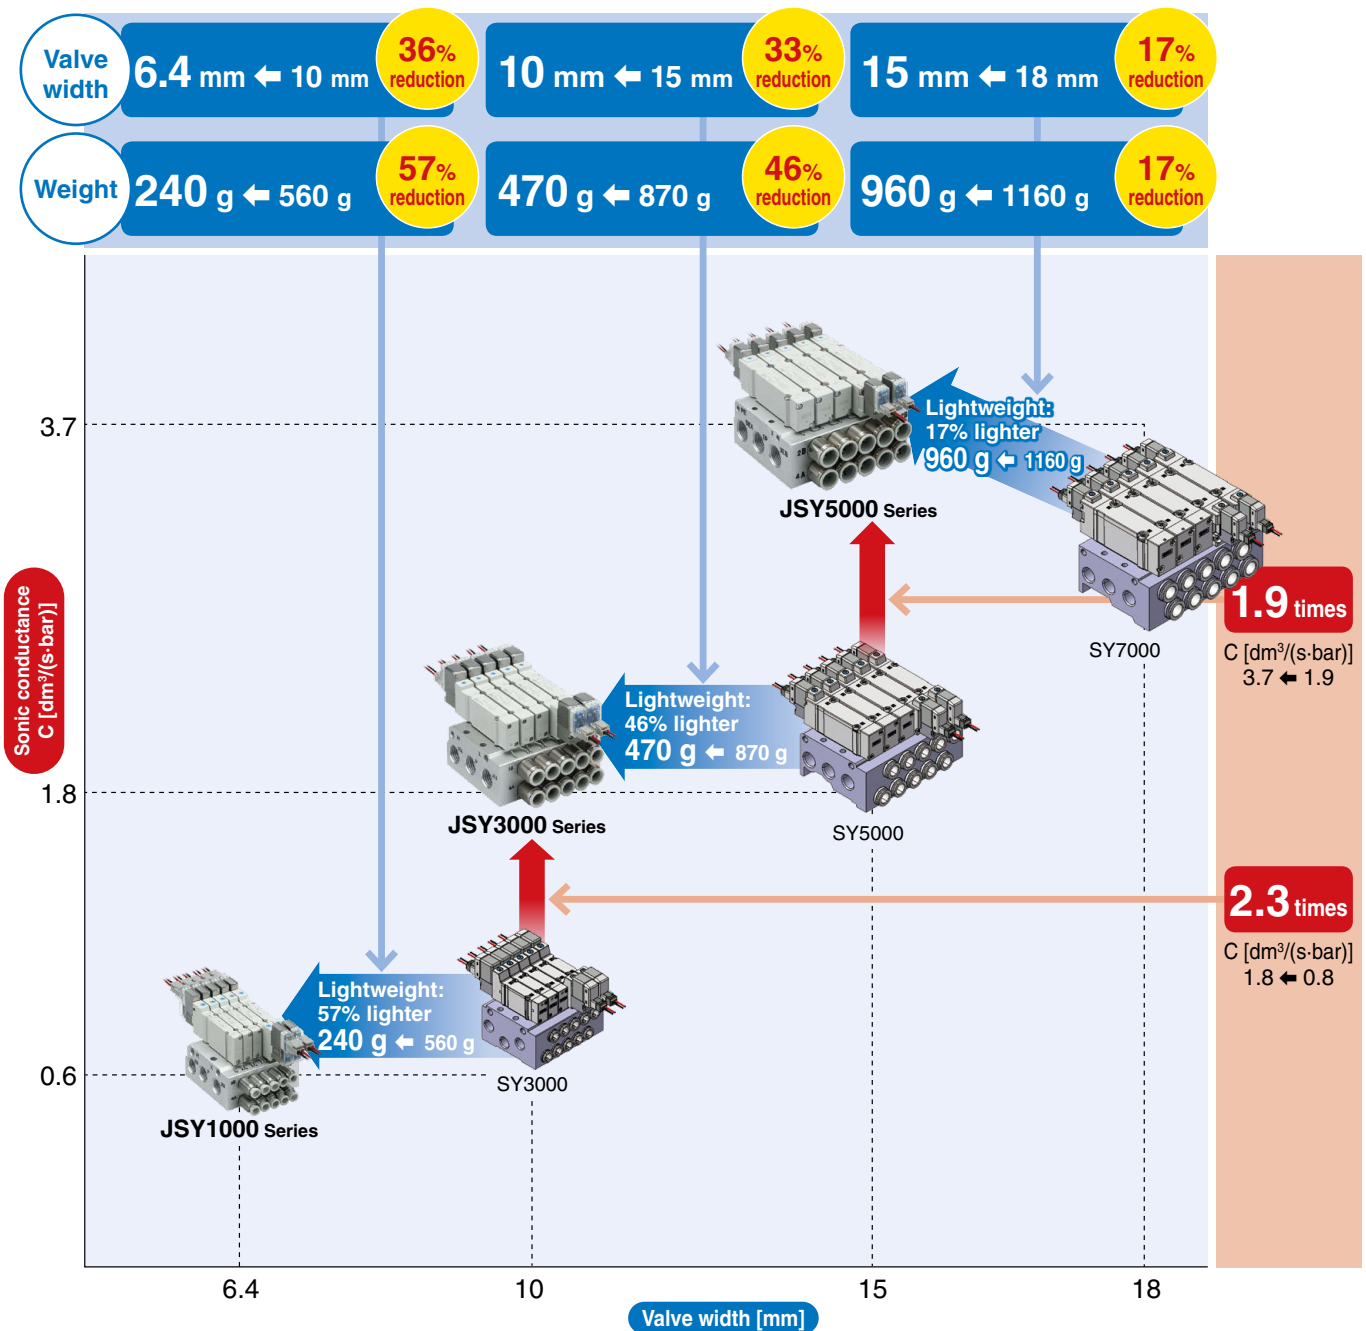 Valve
width
6.4 mm ← 10 mm
36%
reduction
10 mm ← 15 mm
33%
reduction
15 mm ← 18 mm
17%
reduction
Weight
240 g ← 560 g
57%
reduction
470 g ← 870 g
46%
reduction
960 g ← 1160 g
17%
reduction
Sonic conductance
C [dm³/(s·bar)]
3.7
1.8
0.6
Lightweight:
17% lighter
960 g ← 1160 g
JSY5000 Series
SY7000
1.9 times
C [dm³/(s·bar)]
3.7 ← 1.9
Lightweight:
46% lighter
470 g ← 870 g
JSY3000 Series
SY5000
2.3 times
C [dm³/(s·bar)]
1.8 ← 0.8
Lightweight:
57% lighter
240 g ← 560 g
SY3000
JSY1000 Series
6.4
10
15
18
Valve width [mm]